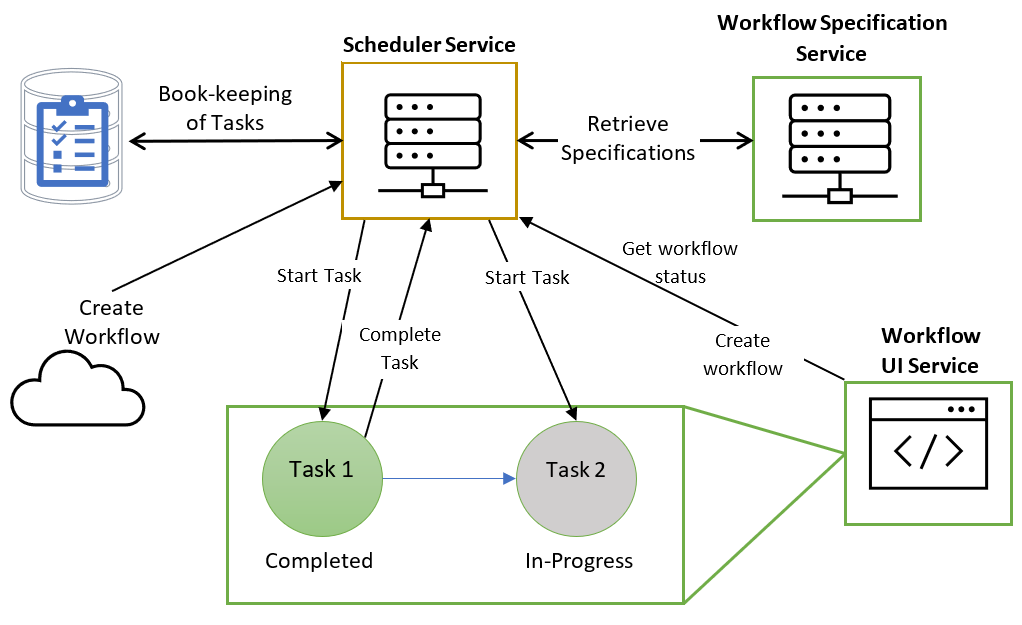 Workflow Specification
Service
Scheduler Service
Book-keeping
of Tasks
Retrieve
Specifications
Get workflow
status
Start Task
Start Task
Create
Workflow
Complete
Task
Create
workflow
Workflow
UI Service
</>
Task 1
Task 2
Completed
In-Progress